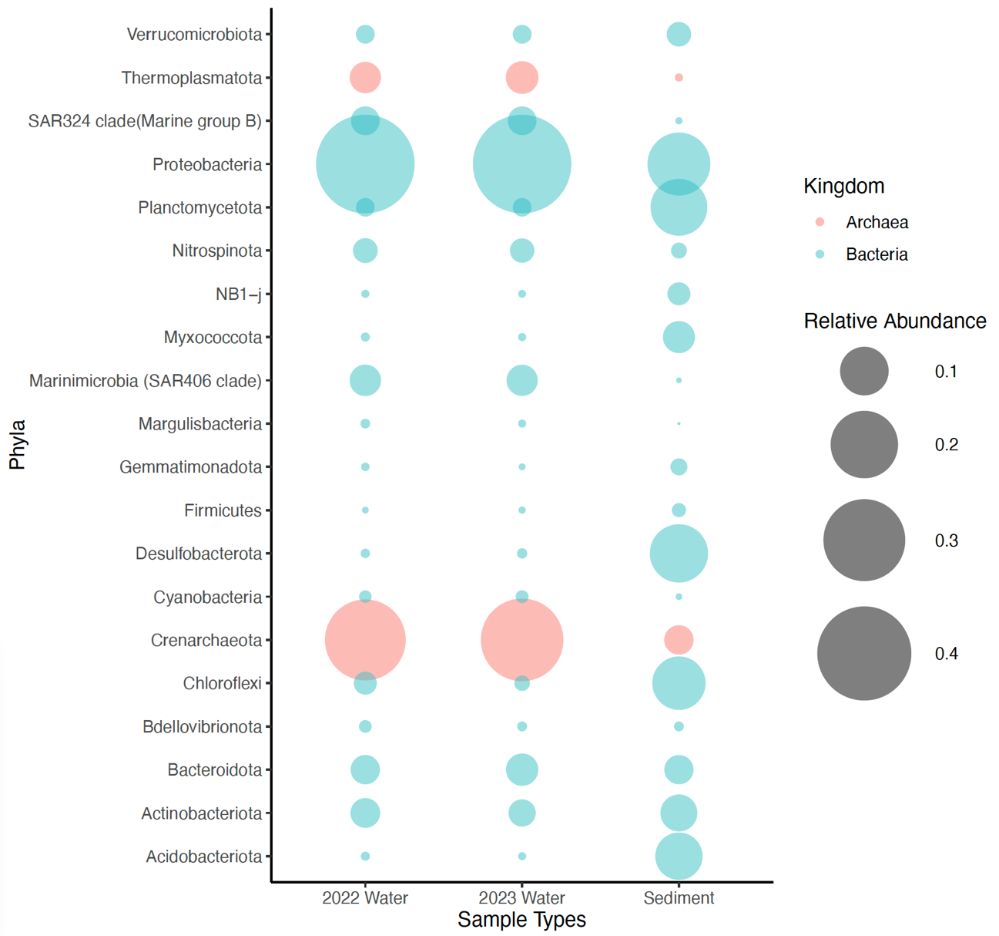 Verrucomicrobiota
Thermoplasmatota
SAR324 clade(Marine group B)
Proteobacteria
Planctomycetota
Nitrospinota
NB1−j
Myxococcota
Marinimicrobia (SAR406 clade)
Margulisbacteria
Gemmatimonadota
Firmicutes
Desulfobacterota
Cyanobacteria
Crenarchaeota
Chloroflexi
Bdellovibrionota
Bacteroidota
Actinobacteriota
Acidobacteriota
Phyla
2022 Water
2023 Water
Sediment
Sample Types
Kingdom
Archaea
Bacteria
Relative Abundance
0.1
0.2
0.3
0.4